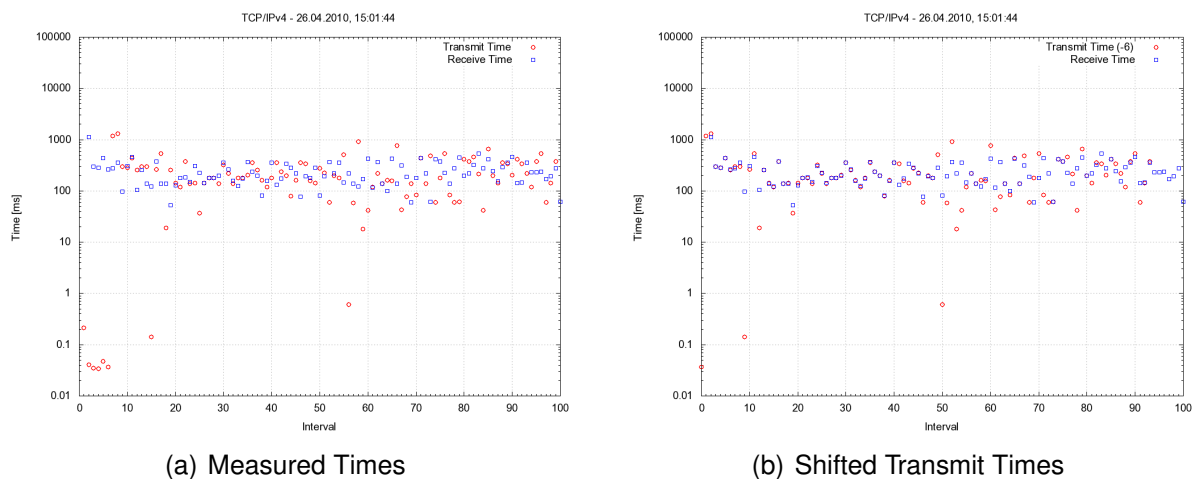 TCP/IPv4 - 26.04.2010, 15:01:44
100000
10000
1000
100
10
1
0.1
0.01
Time [ms]
Transmit Time
Receive Time
0 10 20 30 40 50 60 70 80 90 100
Interval
(a) Measured Times
TCP/IPv4 - 26.04.2010, 15:01:44
100000
10000
1000
100
10
1
0.1
0.01
Time [ms]
Transmit Time (-6)
Receive Time
0 10 20 30 40 50 60 70 80 90 100
Interval
(b) Shifted Transmit Times